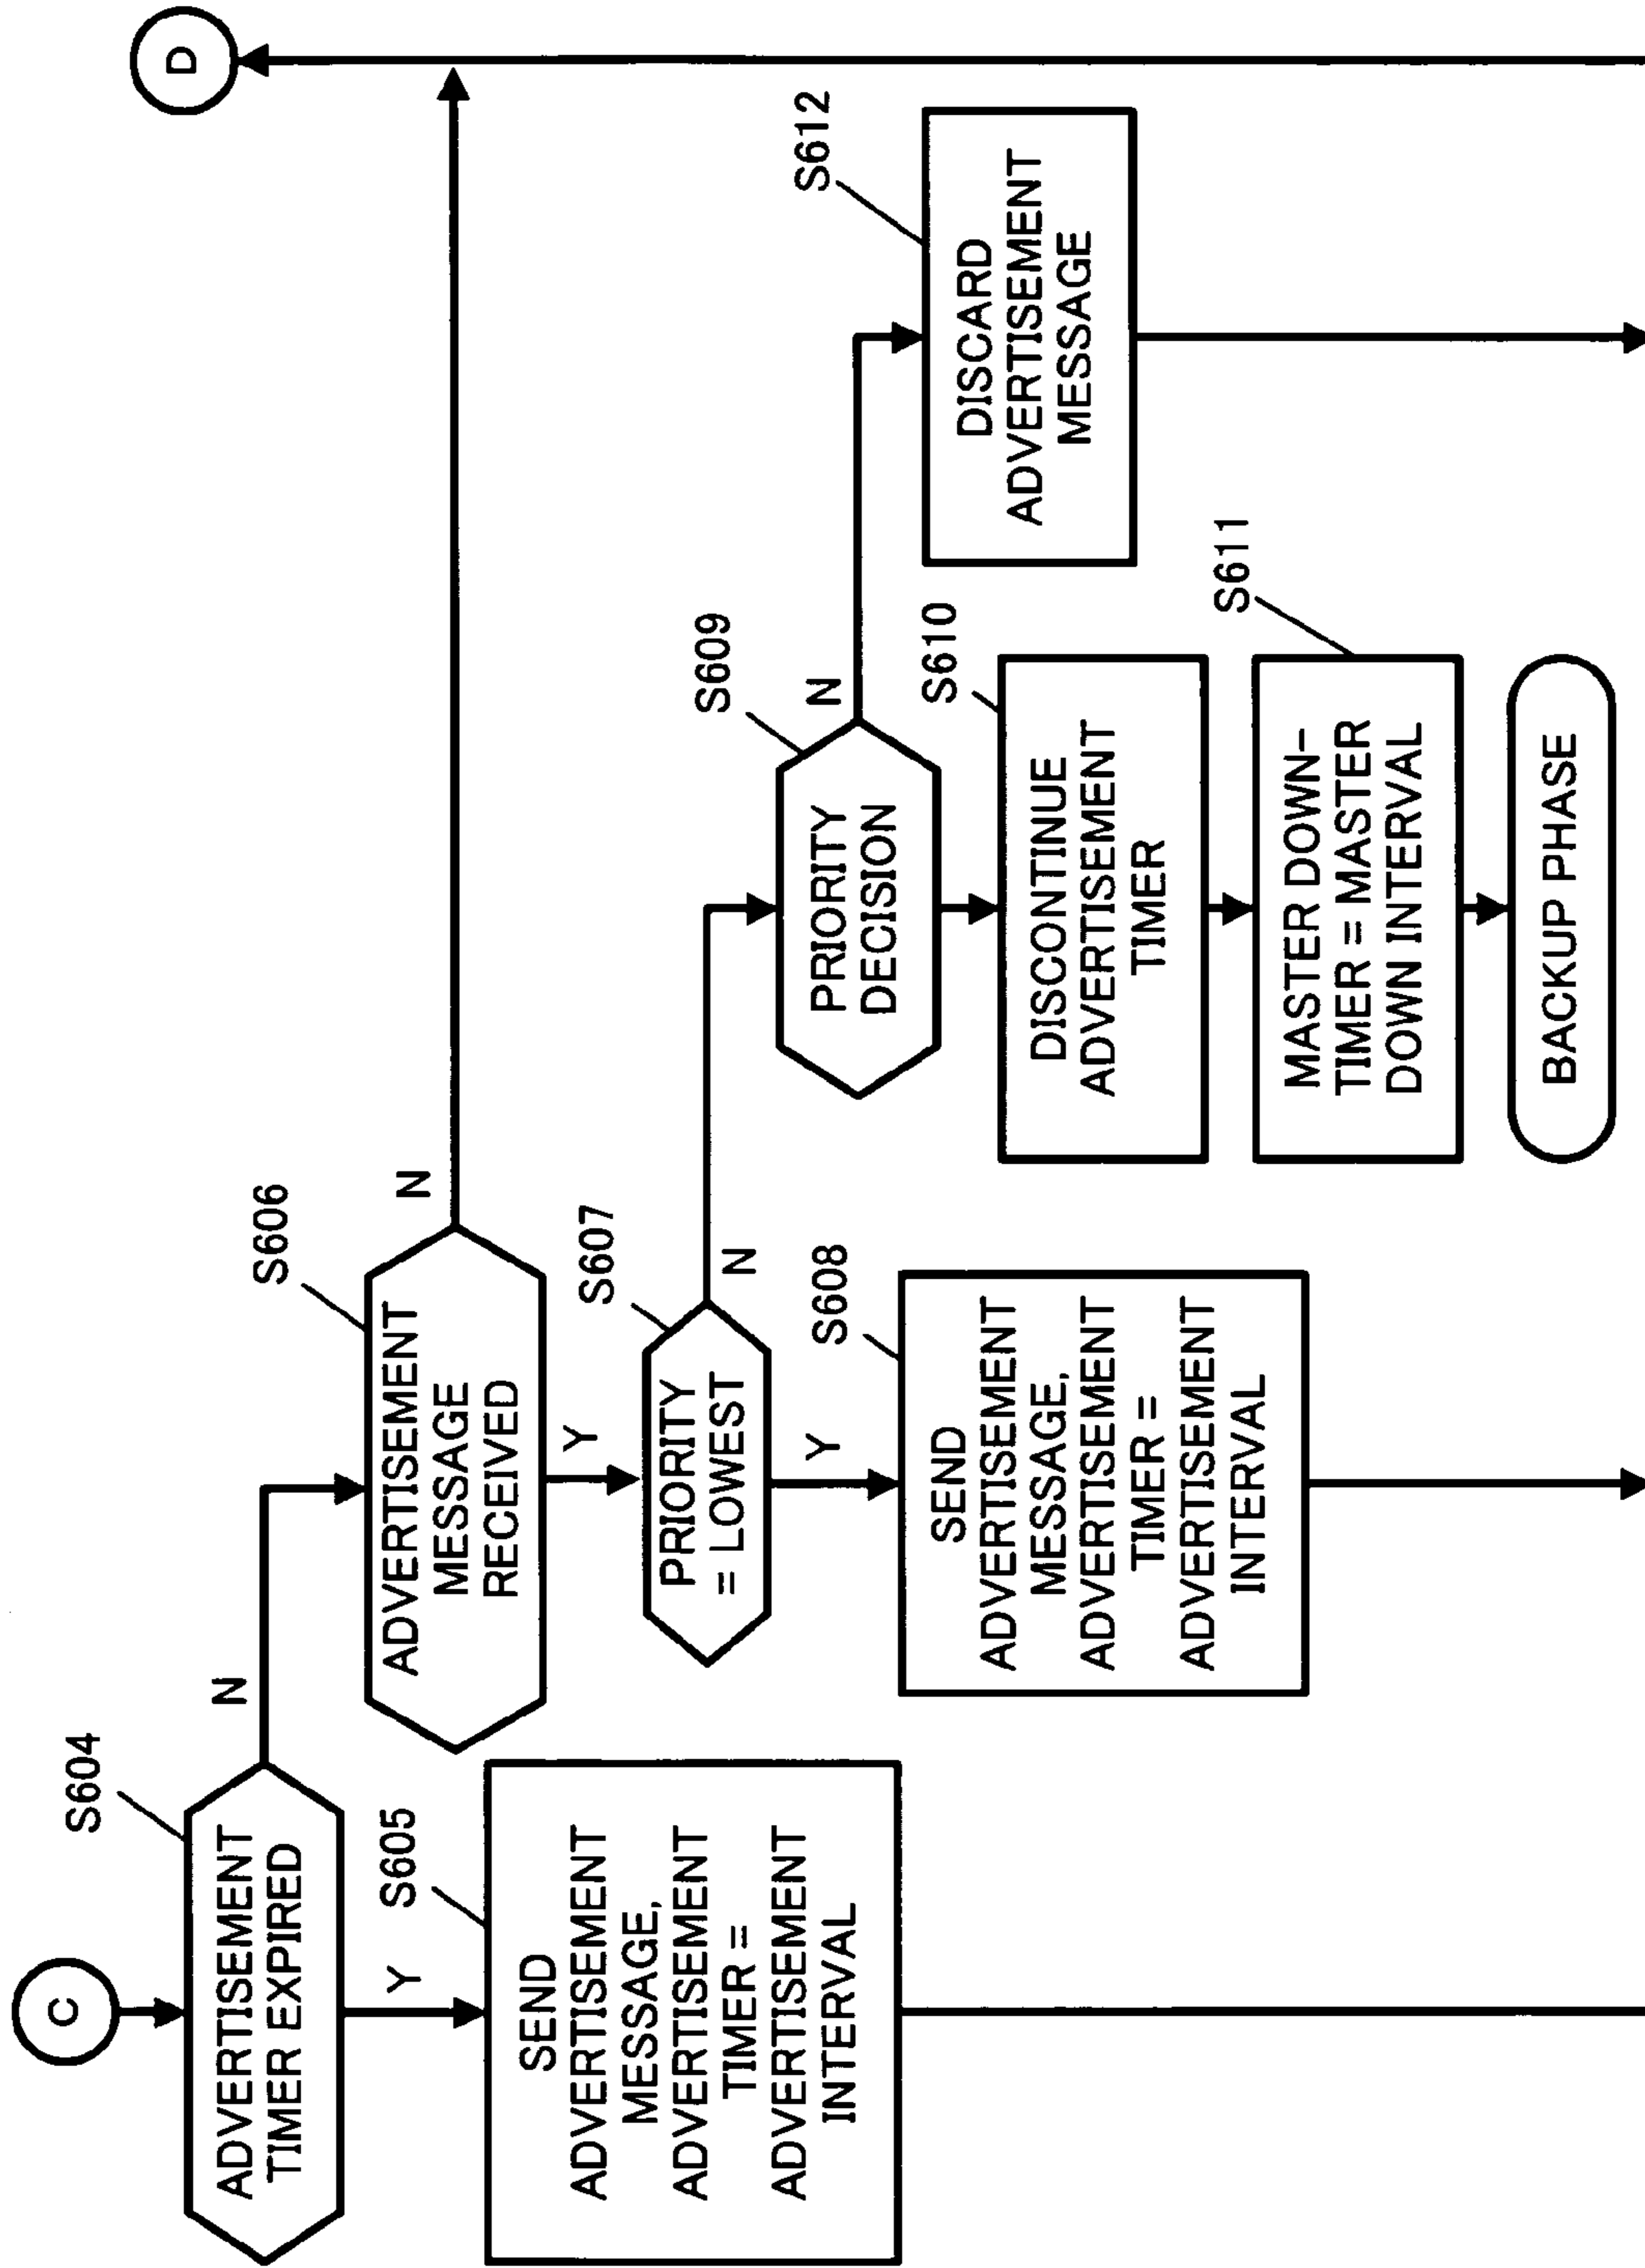 C
S604
ADVERTISEMENT
TIMER EXPIRED
N
Y
S605
SEND
ADVERTISEMENT
MESSAGE,
ADVERTISEMENT
TIMER =
ADVERTISEMENT
INTERVAL
S606
ADVERTISEMENT
MESSAGE
RECEIVED
N
Y
S607
PRIORITY
= LOWEST
N
Y
S608
SEND
ADVERTISEMENT
MESSAGE,
ADVERTISEMENT
TIMER =
ADVERTISEMENT
INTERVAL
S609
PRIORITY
DECISION
N
S610
DISCONTINUE
ADVERTISEMENT
TIMER
S611
MASTER DOWN-
TIMER = MASTER
DOWN INTERVAL
BACKUP PHASE
S612
DISCARD
ADVERTISEMENT
MESSAGE
D